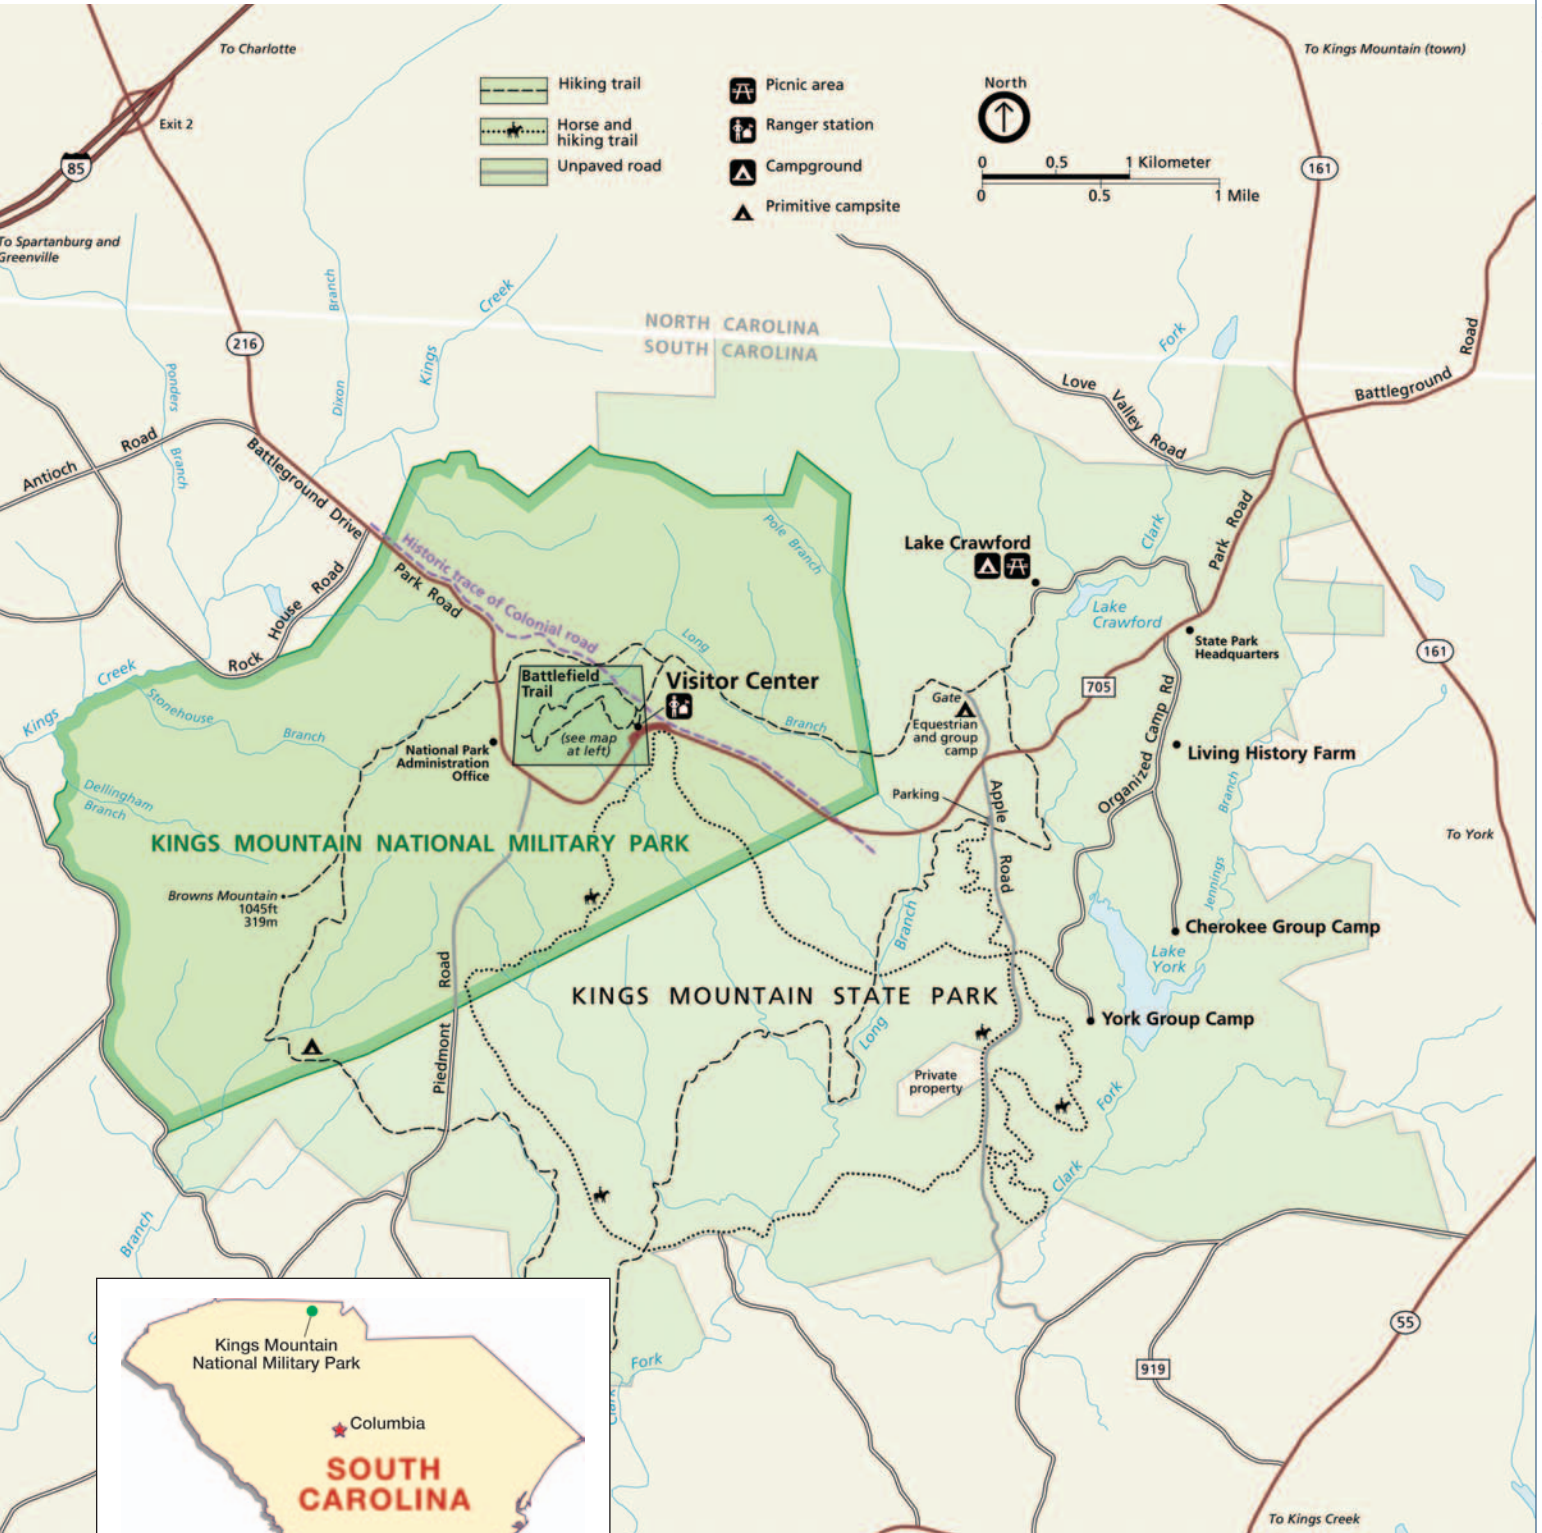 To Charlotte
To Kings Mountain (town)
Hiking trail
Horse and
hiking trail
Unpaved road
Picnic area
Ranger station
Campground
Primitive campsite
North
0 0.5 1 Kilometer
0 0.5 1 Mile
Exit 2
85
161
To Spartanburg and
Greenville
216
Ponders
Branch
Dixon
Branch
Kings
Creek
NORTH CAROLINA
SOUTH CAROLINA
Fork
Love Valley Road
Battleground Road
Antioch Road
Battleground Drive
Park Road
Historic trace of Colonial road
Pole Branch
Lake Crawford
Clark
Park Road
Lake
Crawford
State Park
Headquarters
161
Rock House Road
Kings Creek
Stonehouse
Branch
Battlefield
Trail
(see map
at left)
Visitor Center
Long
Branch
Gate
Equestrian
and group
camp
705
Organized Camp Rd
Living History Farm
National Park
Administration
Office
Dellingham
Branch
Parking
Apple
Road
Branch
Jennings
To York
KINGS MOUNTAIN NATIONAL MILITARY PARK
Browns Mountain
1045ft
319m
Branch
Long
Cherokee Group Camp
Lake
York
KINGS MOUNTAIN STATE PARK
York Group Camp
Piedmont Road
Private
property
Fork
Clark
Branch
55
919
Fork
Clark
Kings Mountain
National Military Park
Columbia
SOUTH
CAROLINA
To Kings Creek